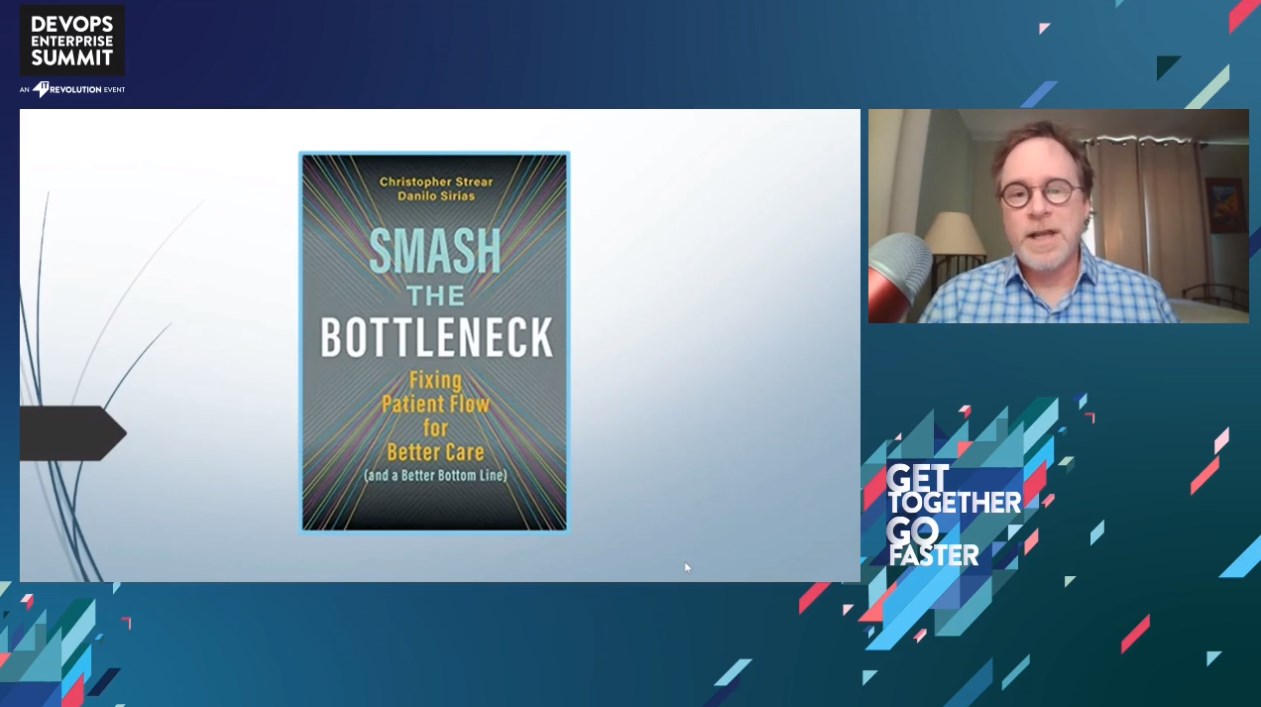 DEVOPS
ENTERPRISE
SUMMIT
AN IT REVOLUTION EVENT
Christopher Strear
Danilo Sirias
SMASH
THE
BOTTLENECK
Fixing
Patient Flow
for
Better Care
(and a Better Bottom Line)
GET
TOGETHER
GO
FASTER